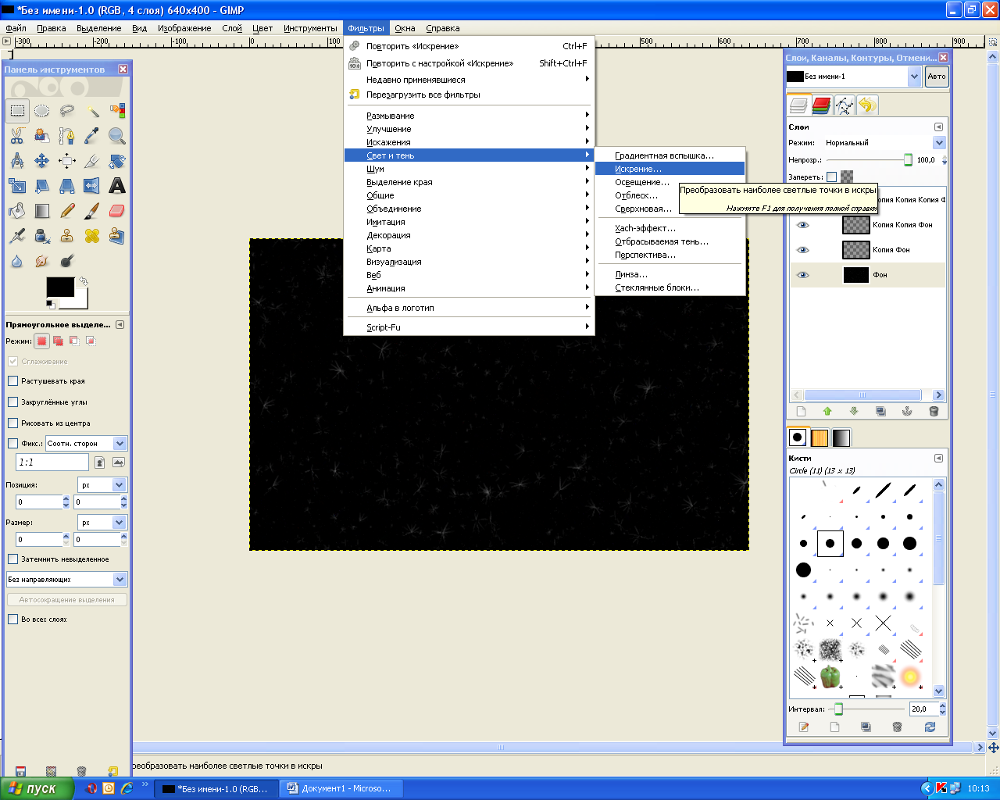 *Без имени-1.0 (RGB, 4 слоя) 640x400 - GIMP
Файл Правка Выделение Вид Изображение Слой Цвет Инструменты Фильтры Окна Справка
-300 -200 -100 0 100 500 600 700 800 900
Панель инструментов
Прямоугольное выделе...
Режим:
Сглаживание
Растушевать края
Закруглённые углы
Рисовать из центра
Фикс.: Соотн. сторон
1:1
Позиция: px
0 0
Размер: px
0 0
Затемнить невыделенное
Без направляющих
Автосокращение выделения
Во всех слоях
Повторить «Искрение» Ctrl+F
Повторить с настройкой «Искрение» Shift+Ctrl+F
Недавно применявшиеся
Перезагрузить все фильтры
Размывание
Улучшение
Искажения
Свет и тень
Шум
Выделение края
Общие
Объединение
Имитация
Декорация
Карта
Визуализация
Веб
Анимация
Альфа в логотип
Script-Fu
Градиентная вспышка...
Искрение...
Освещение...
Отблеск...
Сверхновая...
Xach-эффект...
Отбрасываемая тень...
Перспектива...
Линза...
Стеклянные блоки...
Преобразовать наиболее светлые точки в искры
Нажмите F1 для получения полной справки
Слои, Каналы, Контуры, Отмени...
Без имени-1 Авто
Слои
Режим: Нормальный
Непрозр.: 100,0
Запереть:
Копия Копия Ф
Копия Копия Фон
Копия Фон
Фон
Кисти
Circle (11) (13 x 13)
Интервал: 20,0
реобразовать наиболее светлые точки в искры
пуск
*Без имени-1.0 (RGB...
Документ1 - Microso...
10:13